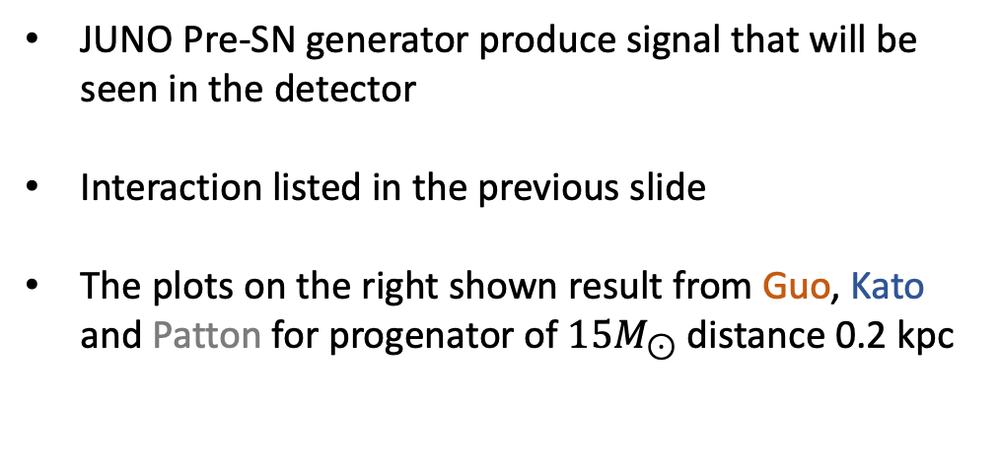 • JUNO Pre-SN generator produce signal that will be
seen in the detector
• Interaction listed in the previous slide
• The plots on the right shown result from Guo, Kato
and Patton for progenator of 15M⊙ distance 0.2 kpc